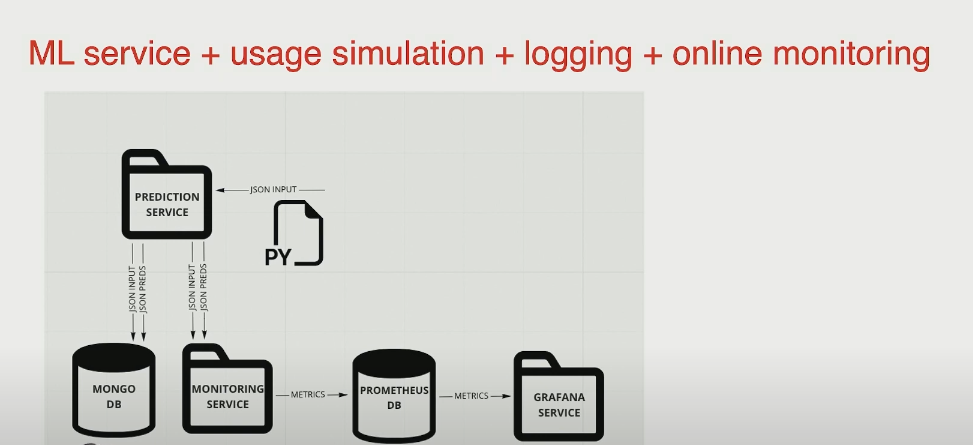 ML service + usage simulation + logging + online monitoring
PREDICTION
SERVICE
JSON INPUT
PY
JSON INPUT
JSON PREDS
JSON INPUT
JSON PREDS
MONGO
DB
MONITORING
SERVICE
METRICS
PROMETHEUS
DB
METRICS
GRAFANA
SERVICE